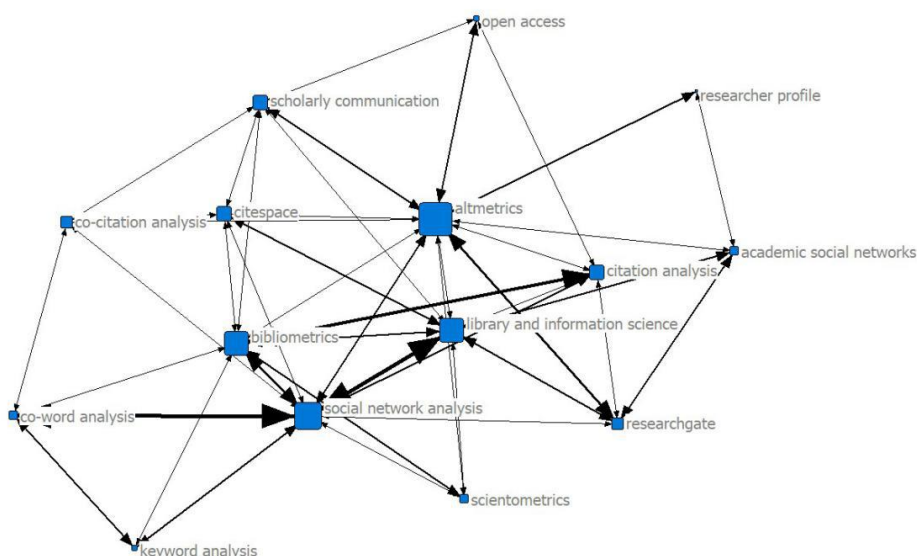 open access
researcher profile
scholarly communication
altmetrics
citespace
co-citation analysis
academic social networks
citation analysis
library and information science
bibliometrics
social network analysis
co-word analysis
researchgate
scientometrics
keyword analysis